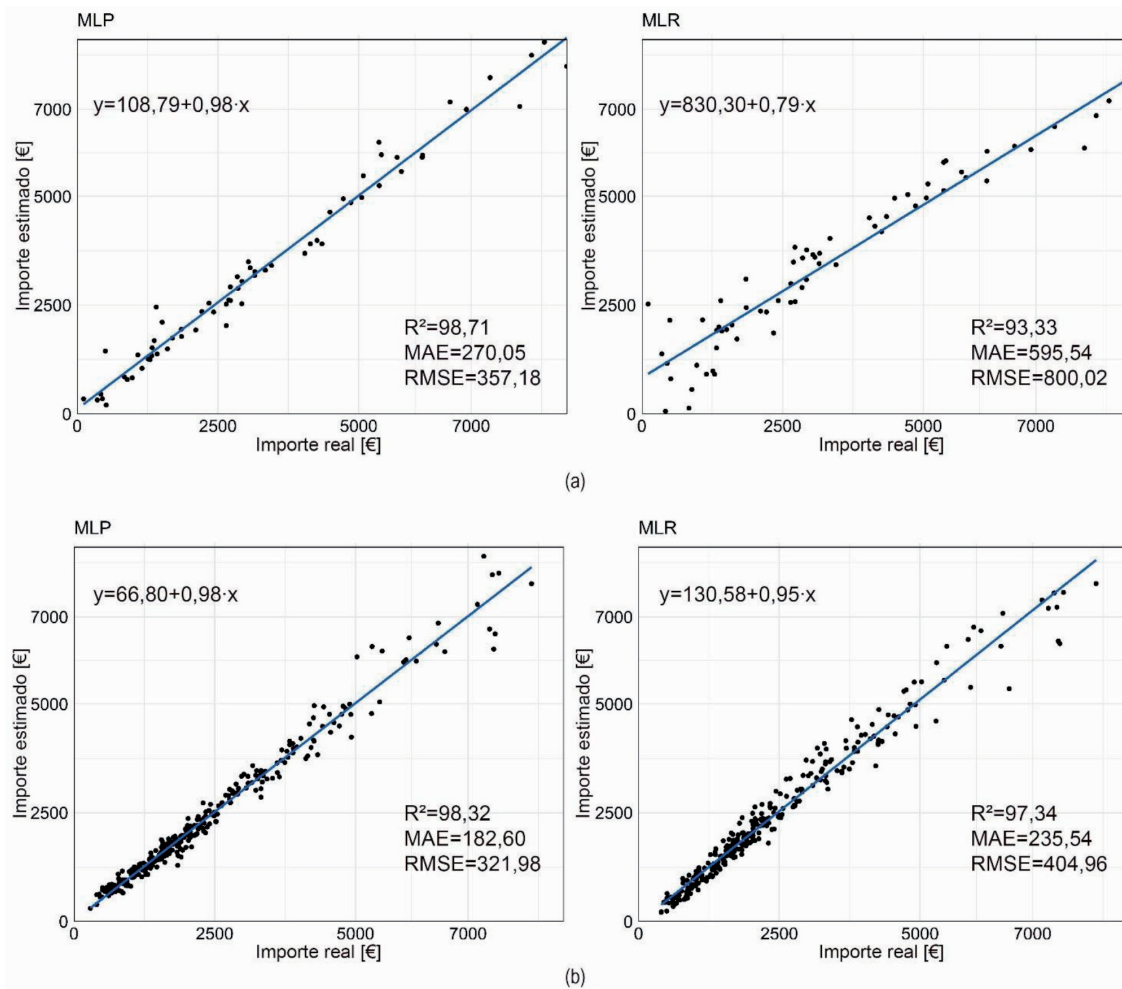 MLP
y=108,79+0,98·x
R²=98,71
MAE=270,05
RMSE=357,18
Importe estimado [€]
7000
5000
2500
0
0 2500 5000 7000
Importe real [€]
MLR
y=830,30+0,79·x
R²=93,33
MAE=595,54
RMSE=800,02
Importe estimado [€]
7000
5000
2500
0
0 2500 5000 7000
Importe real [€]
(a)
MLP
y=66,80+0,98·x
R²=98,32
MAE=182,60
RMSE=321,98
Importe estimado [€]
7000
5000
2500
0
0 2500 5000 7000
Importe real [€]
MLR
y=130,58+0,95·x
R²=97,34
MAE=235,54
RMSE=404,96
Importe estimado [€]
7000
5000
2500
0
0 2500 5000 7000
Importe real [€]
(b)